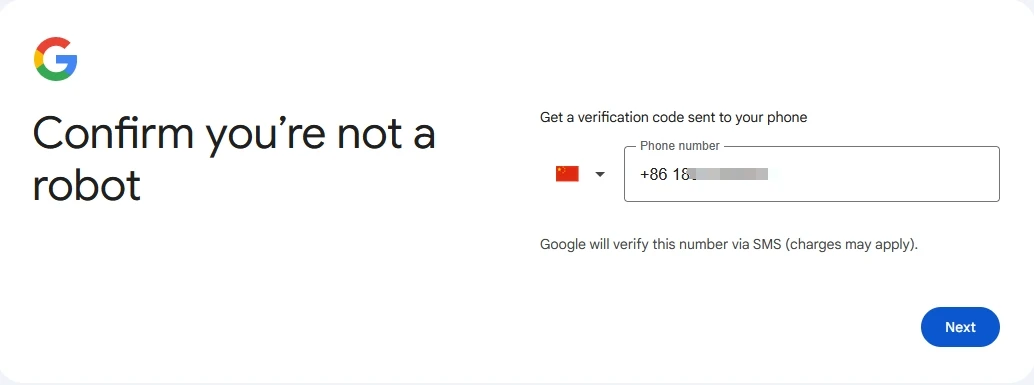 Confirm you're not a
robot
Get a verification code sent to your phone
Phone number
+86 18
Google will verify this number via SMS (charges may apply).
Next